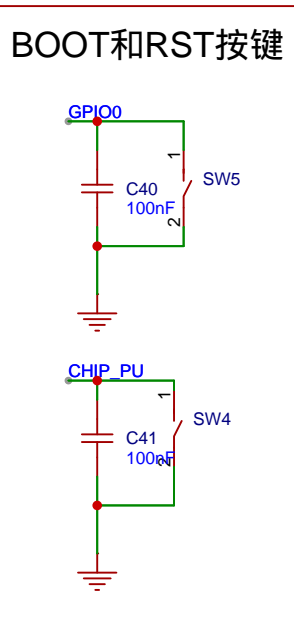 BOOT和RST按键
GPIO0
1
SW5
C40
100nF
2
CHIP_PU
1
SW4
C41
100nF
2